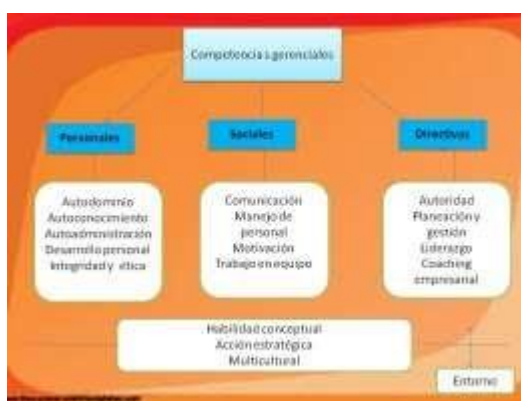 Competencias gerenciales
Personales
Sociales
Directivas
Autodominio
Autoconocimiento
Autoadministración
Desarrollo personal
Integridad y ética
Comunicación
Manejo de
personal
Motivación
Trabajo en equipo
Autoridad
Planeación y
gestión
Liderazgo
Coaching
empresarial
Habilidad conceptual
Acción estratégica
Multicultural
Entorno